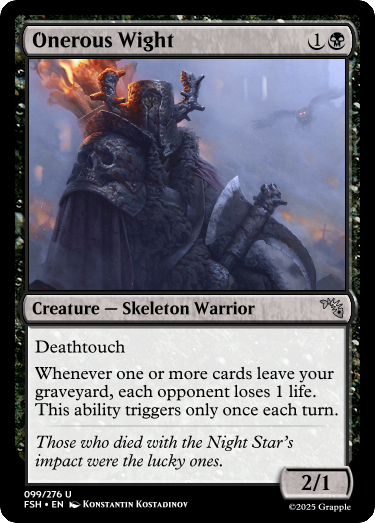 Onerous Wight 1
Creature — Skeleton Warrior
Deathtouch
Whenever one or more cards leave your
graveyard, each opponent loses 1 life.
This ability triggers only once each turn.
Those who died with the Night Star's
impact were the lucky ones.
2/1
099/276 U
FSH • EN Konstantin Kostadinov
©2025 Grapple